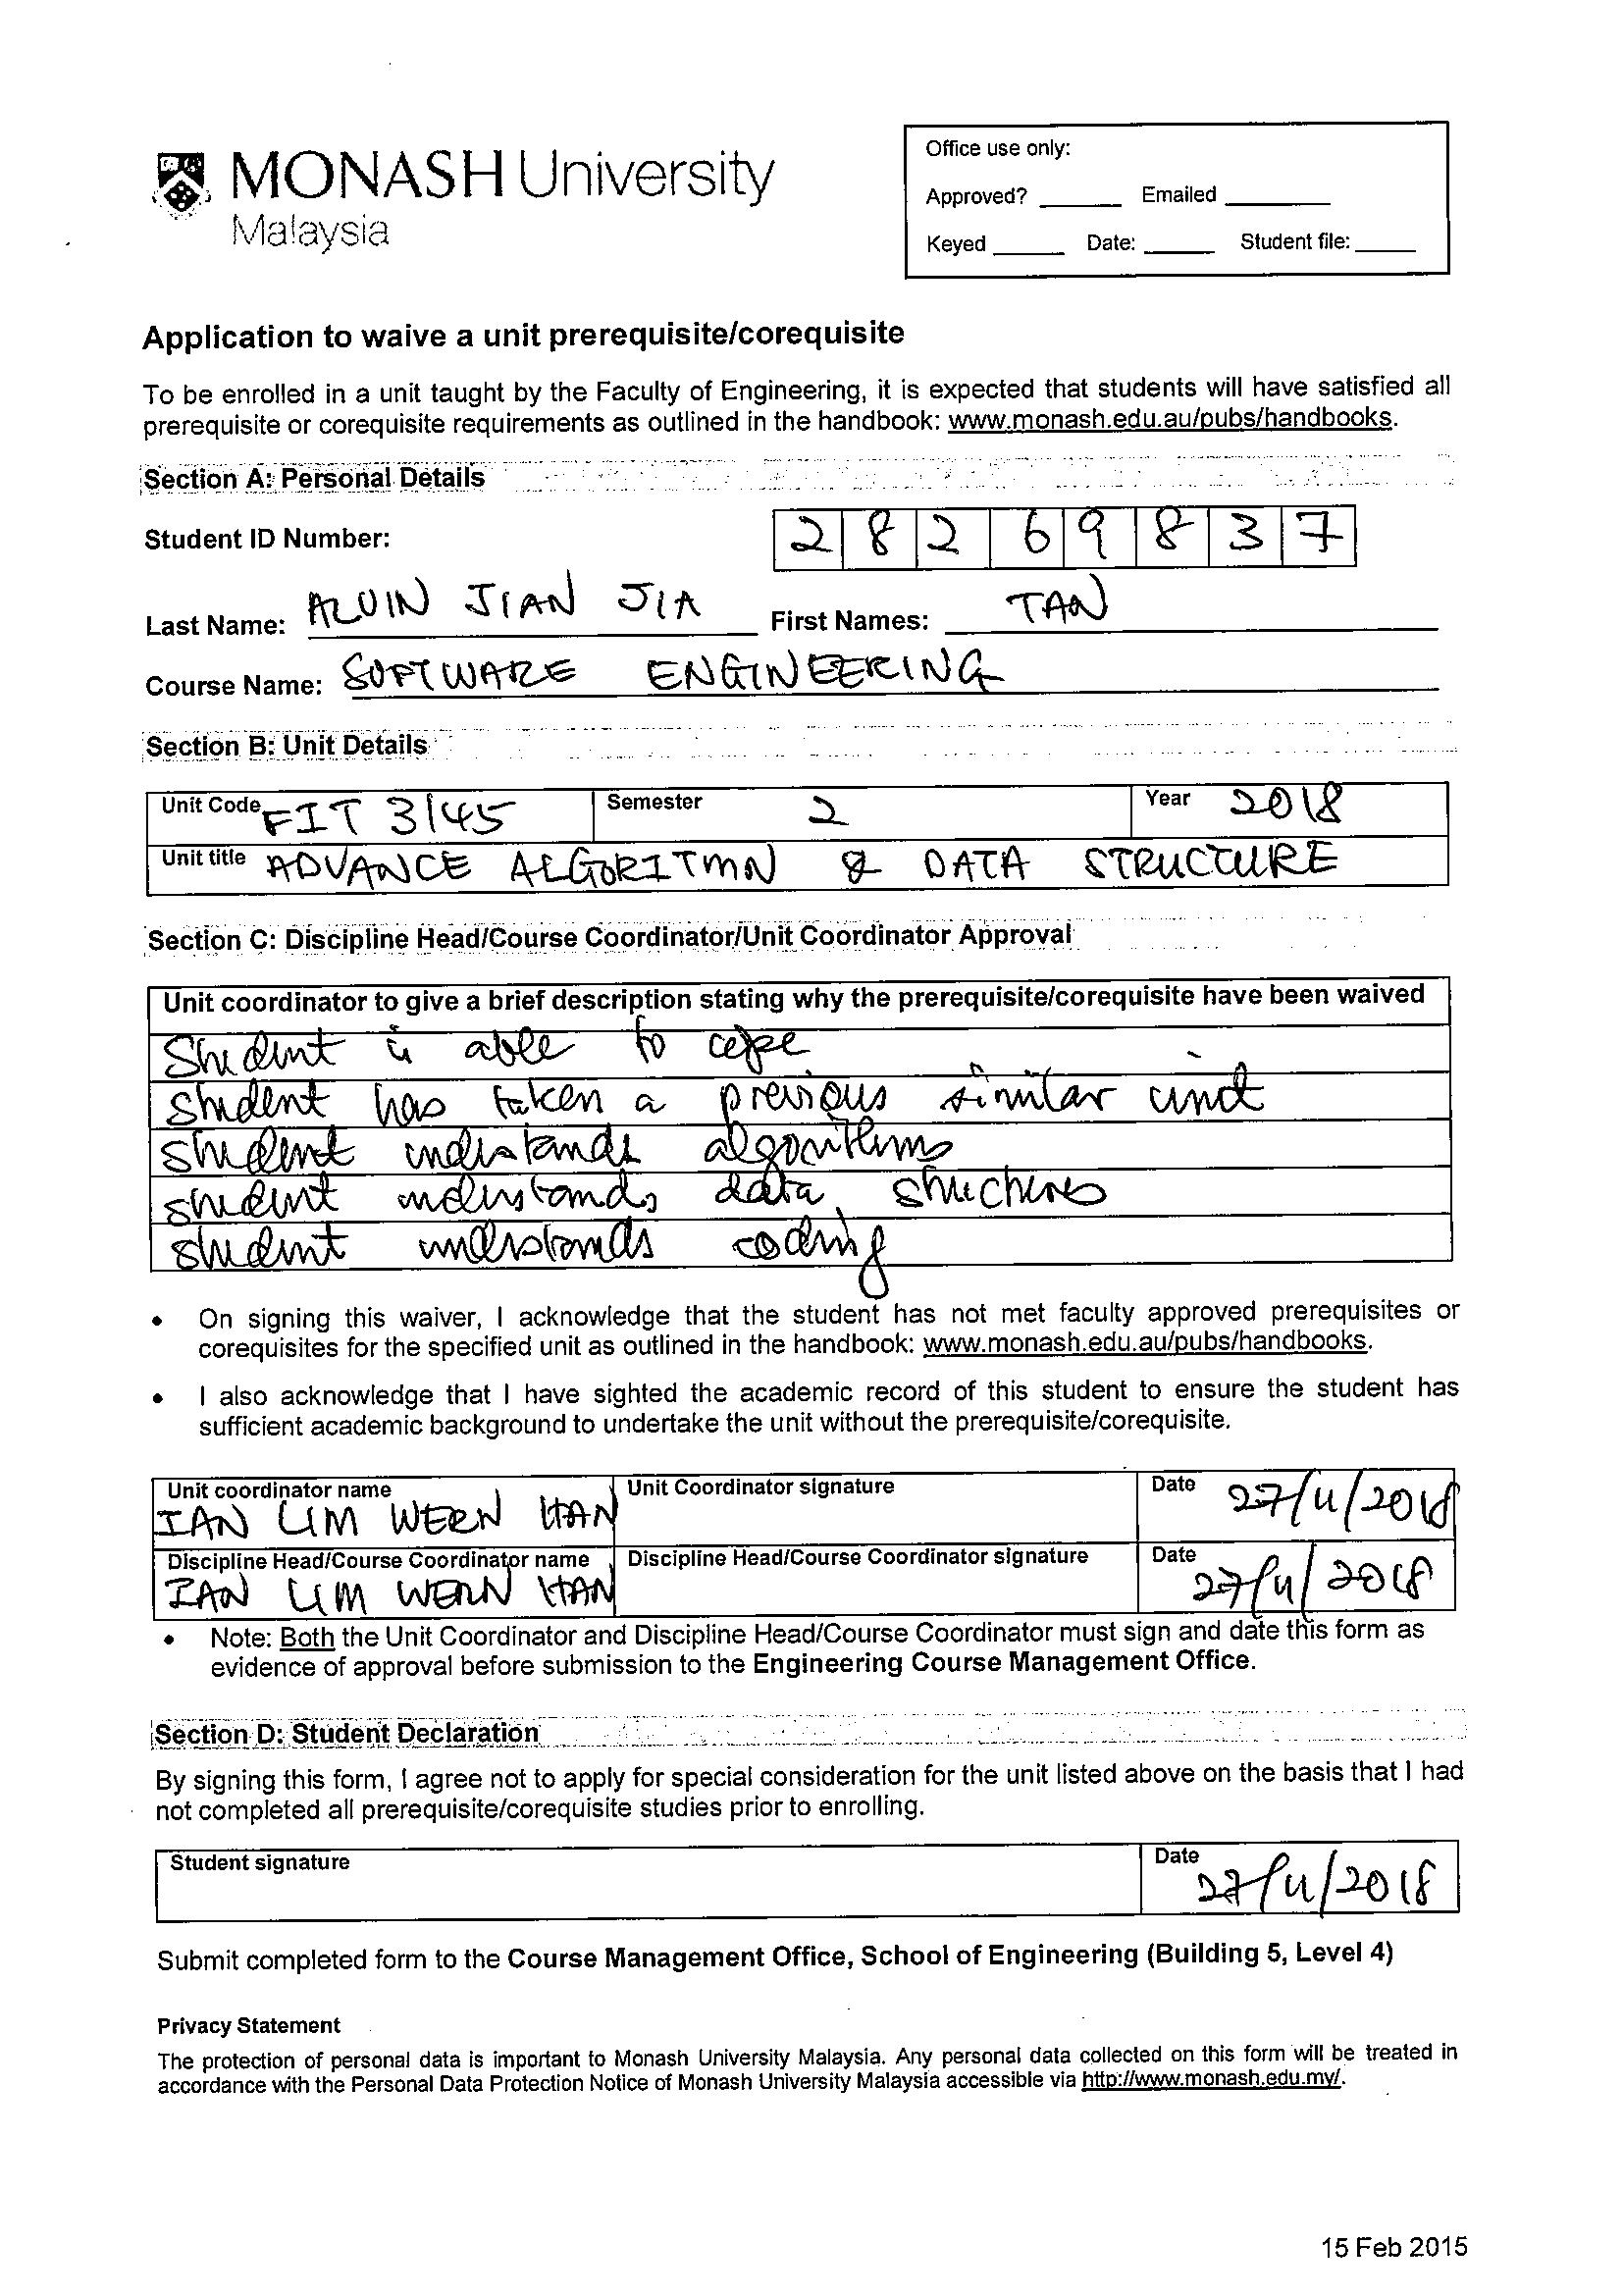 MONASH University
Malaysia
Office use only:
Approved? ______ Emailed ______
Keyed ______ Date: ______ Student file: ______
Application to waive a unit prerequisite/corequisite
To be enrolled in a unit taught by the Faculty of Engineering, it is expected that students will have satisfied all
prerequisite or corequisite requirements as outlined in the handbook: www.monash.edu.au/pubs/handbooks.
Section A: Personal Details
Student ID Number: 2 8 2 6 9 8 3 7
Last Name: ALVIN JIAN JIA First Names: TAN
Course Name: SOFTWARE ENGINEERING
Section B: Unit Details
Unit Code FIT 3145 Semester 2 Year 2018
Unit title ADVANCE ALGORITMN & DATA STRUCTURE
Section C: Discipline Head/Course Coordinator/Unit Coordinator Approval
Unit coordinator to give a brief description stating why the prerequisite/corequisite have been waived
Student is able to cope
student has taken a previous similar unit
student understands algorithms
student understands data structures
student understands coding
• On signing this waiver, I acknowledge that the student has not met faculty approved prerequisites or
corequisites for the specified unit as outlined in the handbook: www.monash.edu.au/pubs/handbooks.
• I also acknowledge that I have sighted the academic record of this student to ensure the student has
sufficient academic background to undertake the unit without the prerequisite/corequisite.
Unit coordinator name Unit Coordinator signature Date 27/11/2018
IAN LIM WERN HAN
Discipline Head/Course Coordinator name Discipline Head/Course Coordinator signature Date 27/11/2018
IAN LIM WERN HAN
• Note: Both the Unit Coordinator and Discipline Head/Course Coordinator must sign and date this form as
evidence of approval before submission to the Engineering Course Management Office.
Section D: Student Declaration
By signing this form, I agree not to apply for special consideration for the unit listed above on the basis that I had
not completed all prerequisite/corequisite studies prior to enrolling.
Student signature Date 27/11/2018
Submit completed form to the Course Management Office, School of Engineering (Building 5, Level 4)
Privacy Statement
The protection of personal data is important to Monash University Malaysia. Any personal data collected on this form will be treated in
accordance with the Personal Data Protection Notice of Monash University Malaysia accessible via http://www.monash.edu.my/.
15 Feb 2015